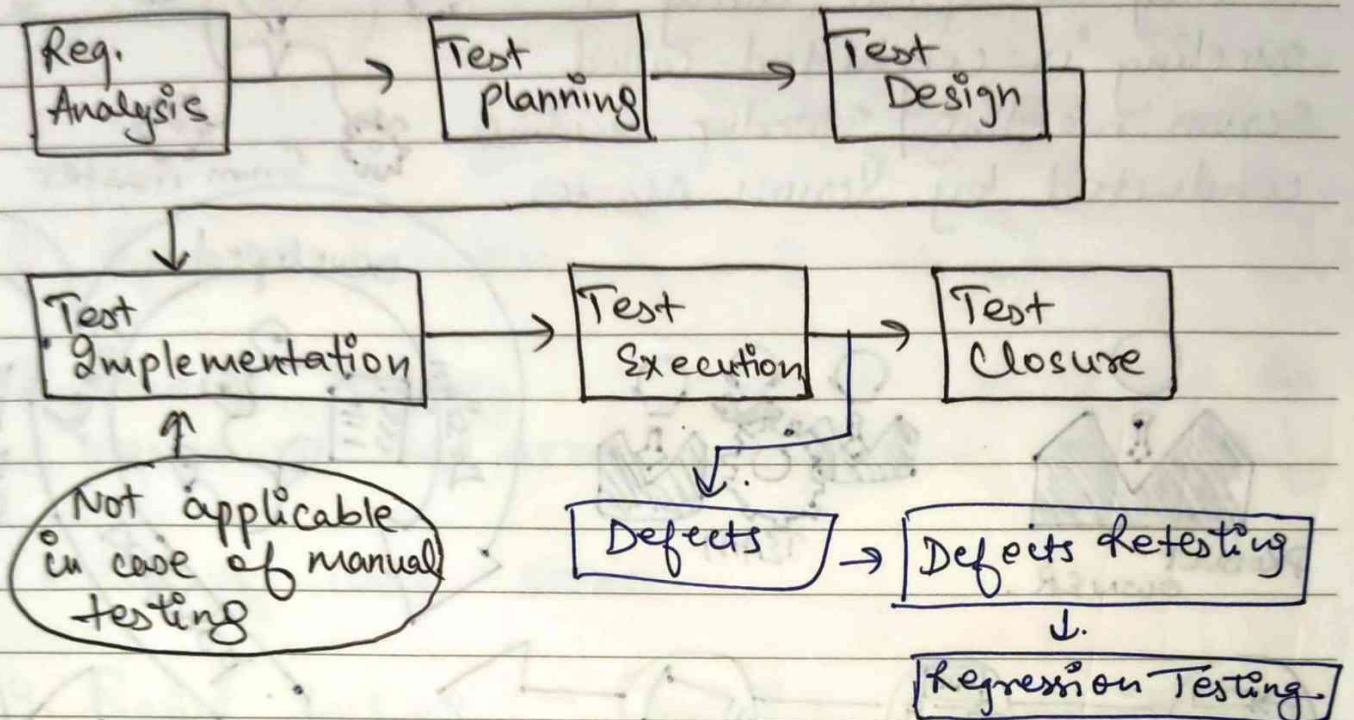 Req.
Analysis
Test
planning
Test
Design
Test
Implementation
Test
Execution
Test
Closure
Not applicable
in case of manual
testing
Defects
Defects Retesting
Regression Testing